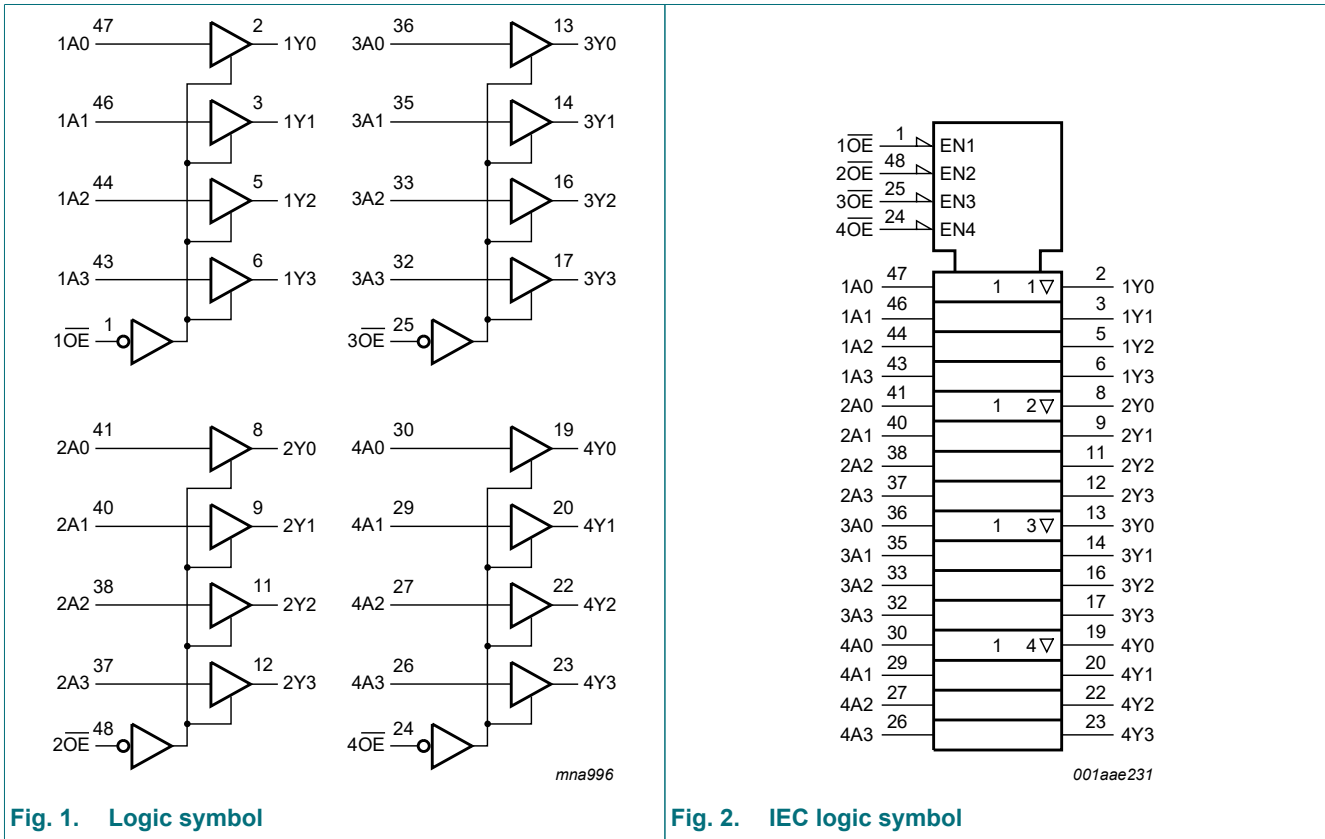 47 2 36 13
1A0 1Y0 3A0 3Y0
46 3 35 14
1A1 1Y1 3A1 3Y1
44 5 33 16
1A2 1Y2 3A2 3Y2
43 6 32 17
1A3 1Y3 3A3 3Y3
1 25
1O̅E̅ 3O̅E̅
41 8 30 19
2A0 2Y0 4A0 4Y0
40 9 29 20
2A1 2Y1 4A1 4Y1
38 11 27 22
2A2 2Y2 4A2 4Y2
37 12 26 23
2A3 2Y3 4A3 4Y3
48 24
2O̅E̅ 4O̅E̅
mna996
Fig. 1. Logic symbol
1O̅E̅ 1 EN1
2O̅E̅ 48 EN2
3O̅E̅ 25 EN3
4O̅E̅ 24 EN4
1A0 47 1 1▽ 2 1Y0
1A1 46 3 1Y1
1A2 44 5 1Y2
1A3 43 6 1Y3
2A0 41 1 2▽ 8 2Y0
2A1 40 9 2Y1
2A2 38 11 2Y2
2A3 37 12 2Y3
3A0 36 1 3▽ 13 3Y0
3A1 35 14 3Y1
3A2 33 16 3Y2
3A3 32 17 3Y3
4A0 30 1 4▽ 19 4Y0
4A1 29 20 4Y1
4A2 27 22 4Y2
4A3 26 23 4Y3
001aae231
Fig. 2. IEC logic symbol